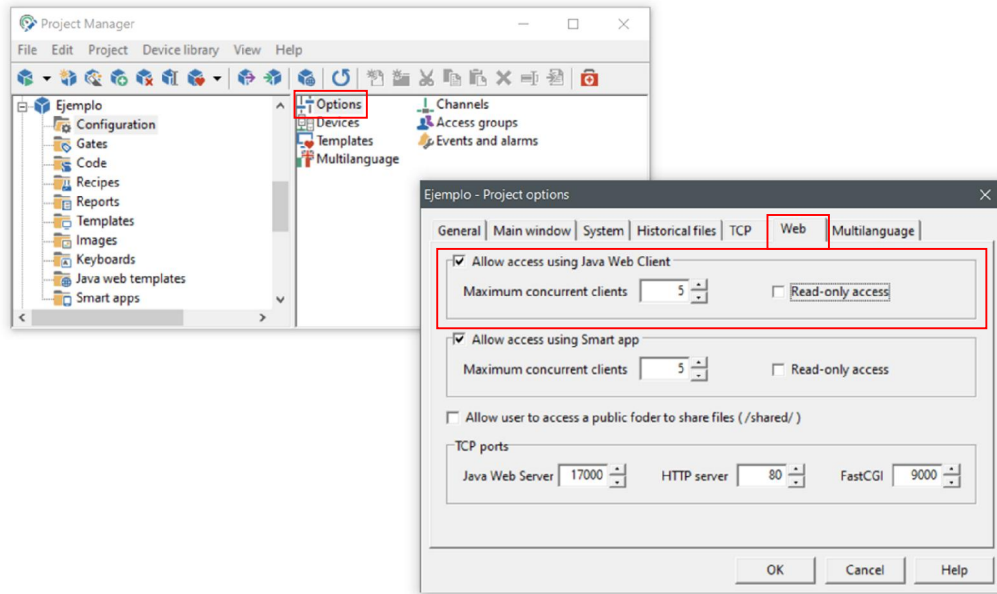 Project Manager
File Edit Project Device library View Help
Ejemplo
Configuration
Gates
Code
Recipes
Reports
Templates
Images
Keyboards
Java web templates
Smart apps
Options
Devices
Templates
Multilanguage
Channels
Access groups
Events and alarms
Ejemplo - Project options
General Main window System Historical files TCP Web Multilanguage
Allow access using Java Web Client
Maximum concurrent clients 5 Read-only access
Allow access using Smart app
Maximum concurrent clients 5 Read-only access
Allow user to access a public foder to share files ( /shared/ )
TCP ports
Java Web Server 17000 HTTP server 80 FastCGI 9000
OK Cancel Help